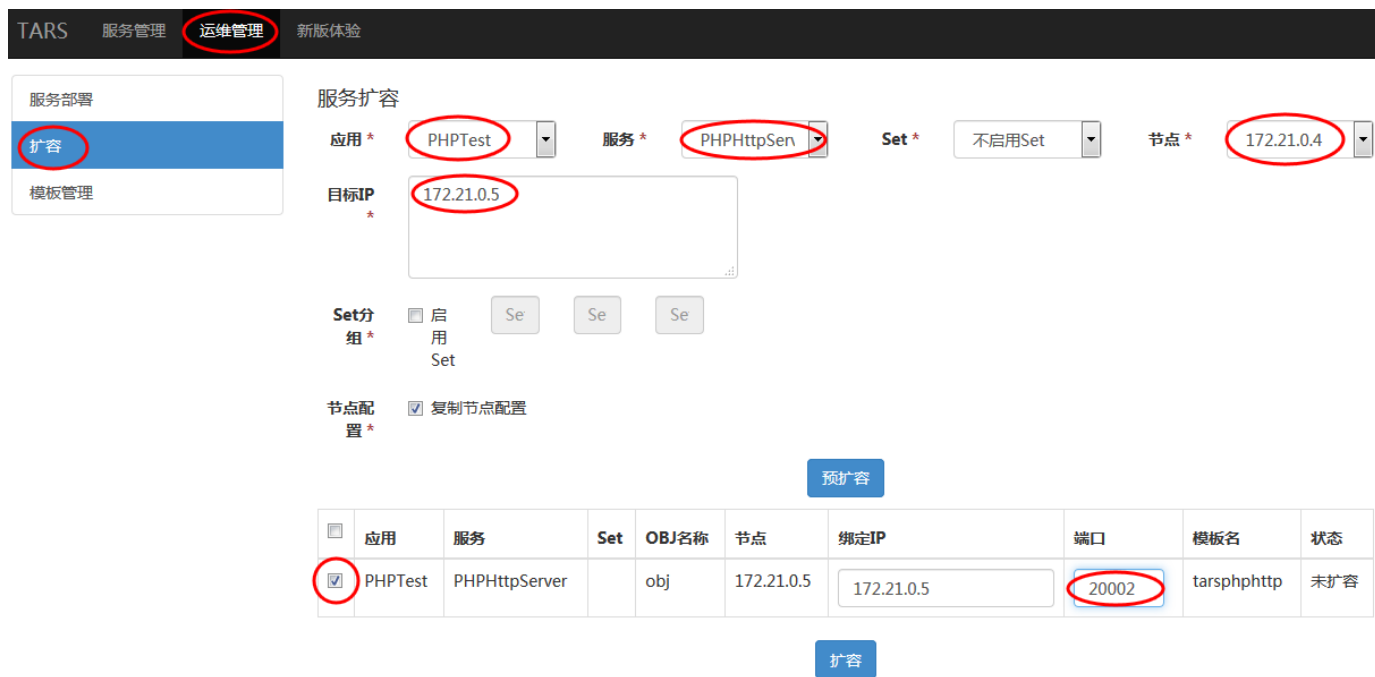 TARS 服务管理 运维管理 新版体验
服务部署
扩容
模板管理
服务扩容
应用 * PHPTest 服务 * PHPHttpServ Set * 不启用Set 节点 * 172.21.0.4
目标IP
*
172.21.0.5
Set分
组 *
启
用
Set
Se Se Se
节点配
置 *
复制节点配置
预扩容
应用 服务 Set OBJ名称 节点 绑定IP 端口 模板名 状态
PHPTest PHPHttpServer obj 172.21.0.5 172.21.0.5 20002 tarsphphttp 未扩容
扩容